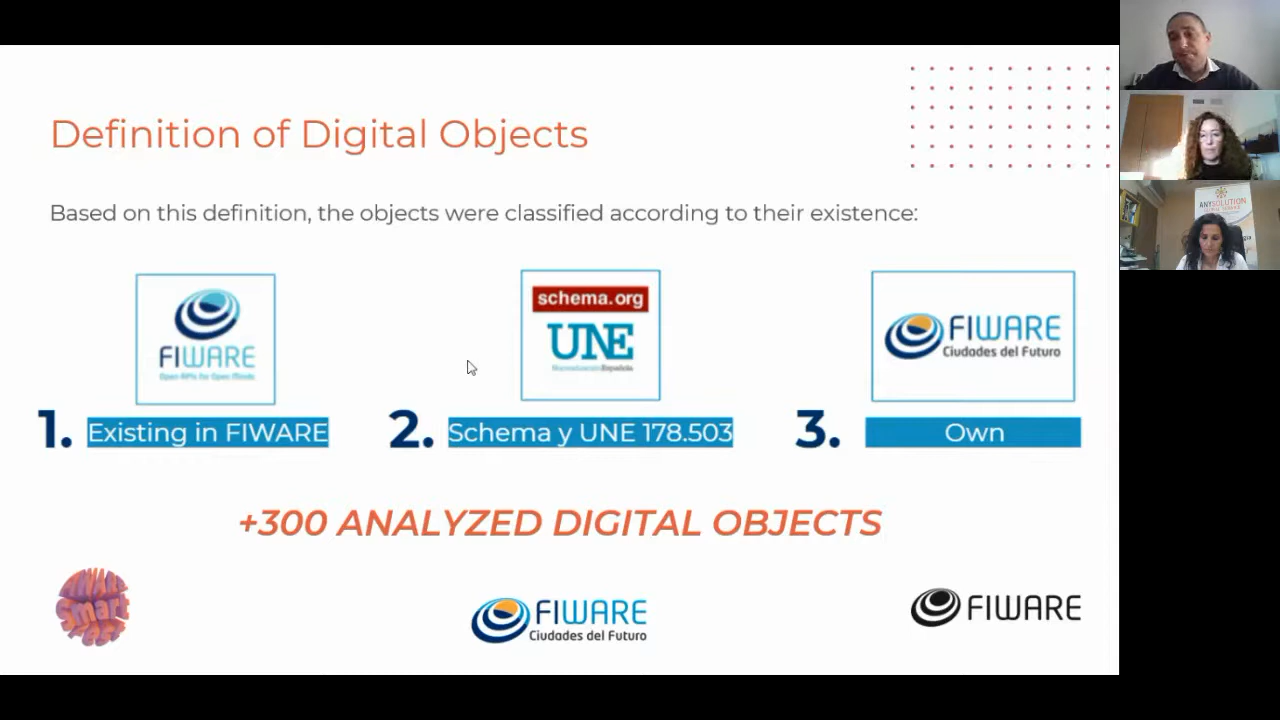 Definition of Digital Objects
Based on this definition, the objects were classified according to their existence:
FIWARE
Open APIs for Open Minds
schema.org
UNE
Normalización Española
FIWARE
Ciudades del Futuro
1. Existing in FIWARE
2. Schema y UNE 178.503
3. Own
+300 ANALYZED DIGITAL OBJECTS
Smart
FIWARE
Ciudades del Futuro
FIWARE
ANYSOLUTION